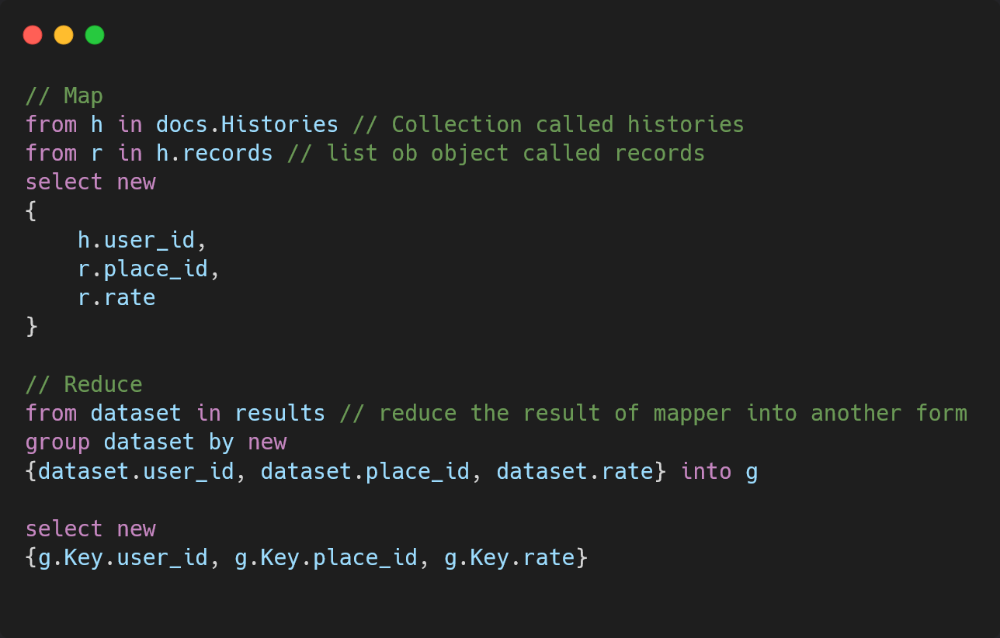 // Map
from h in docs.Histories // Collection called histories
from r in h.records // list ob object called records
select new
{
    h.user_id,
    r.place_id,
    r.rate
}

// Reduce
from dataset in results // reduce the result of mapper into another form
group dataset by new
{dataset.user_id, dataset.place_id, dataset.rate} into g

select new
{g.Key.user_id, g.Key.place_id, g.Key.rate}